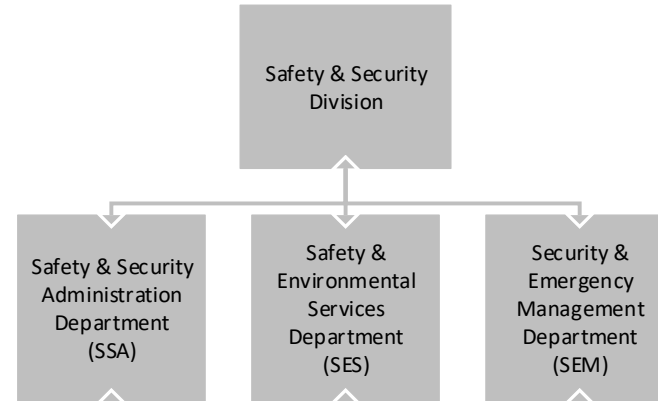 Safety & Security
Division
Safety & Security
Administration
Department
(SSA)
Safety &
Environmental
Services
Department
(SES)
Security &
Emergency
Management
Department
(SEM)